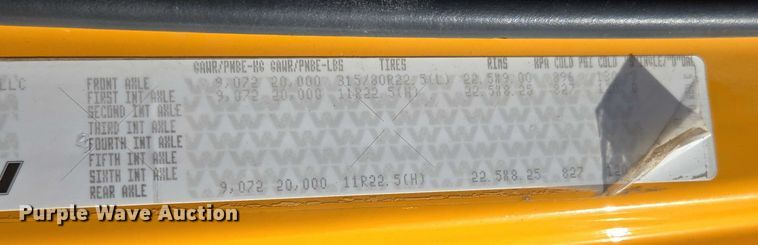 GAWR/PNBE-KG GAWR/PNBE-LBS TIRES RIMS KPA COLD PSI COLD
LLC FRONT AXLE 9,072 20,000 315/80R22.5(L) 22.5X9.00 896
FIRST INT AXLE 9,072 20,000 11R22.5(H) 22.5X8.25 827
SECOND INT AXLE
THIRD INT AXLE
FOURTH INT AXLE
FIFTH INT AXLE
SIXTH INT AXLE
REAR AXLE 9,072 20,000 11R22.5(H) 22.5X8.25 827
Purple Wave Auction